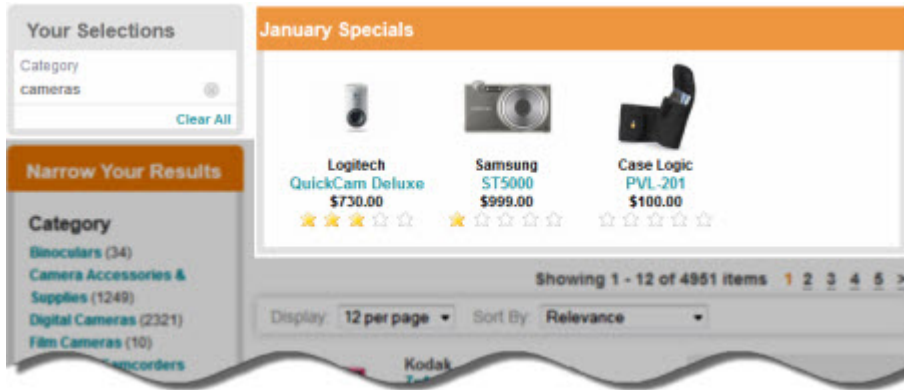 Your Selections
Category
cameras
Clear All
Narrow Your Results
Category
Binoculars (34)
Camera Accessories &
Supplies (1249)
Digital Cameras (2321)
Film Cameras (10)
Camcorders
January Specials
Logitech
QuickCam Deluxe
$730.00
Samsung
ST5000
$999.00
Case Logic
PVL-201
$100.00
Showing 1 - 12 of 4951 items 1 2 3 4 5 >
Display: 12 per page Sort By: Relevance
Kodak